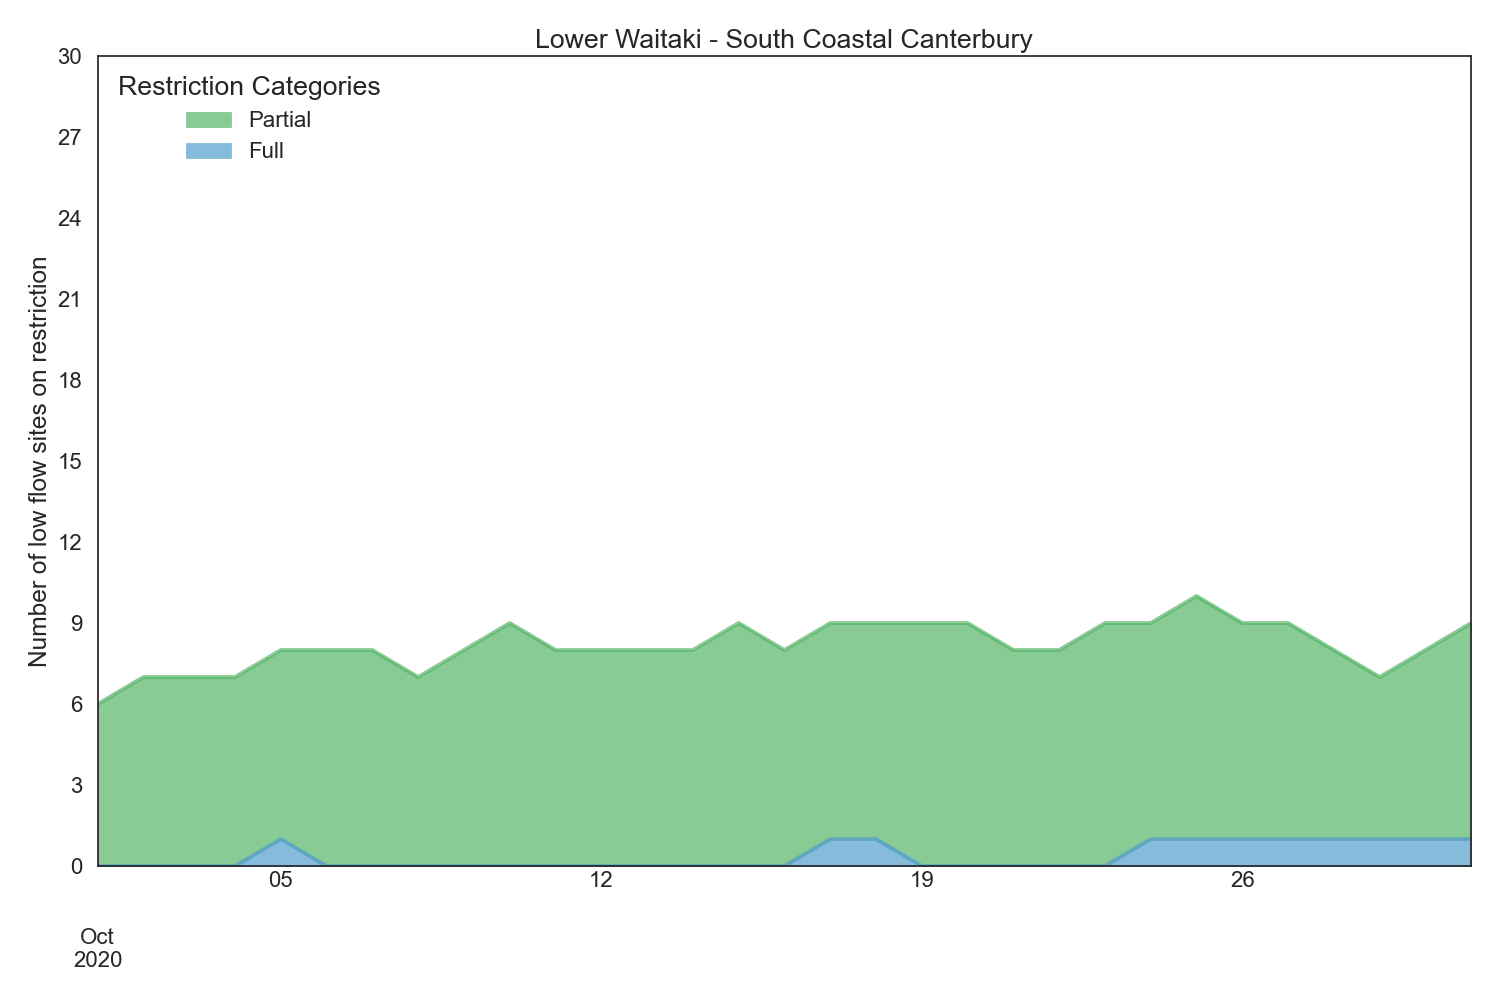 Lower Waitaki - South Coastal Canterbury
Restriction Categories
Partial
Full
Number of low flow sites on restriction
30
27
24
21
18
15
12
9
6
3
0
05
12
19
26
Oct
2020